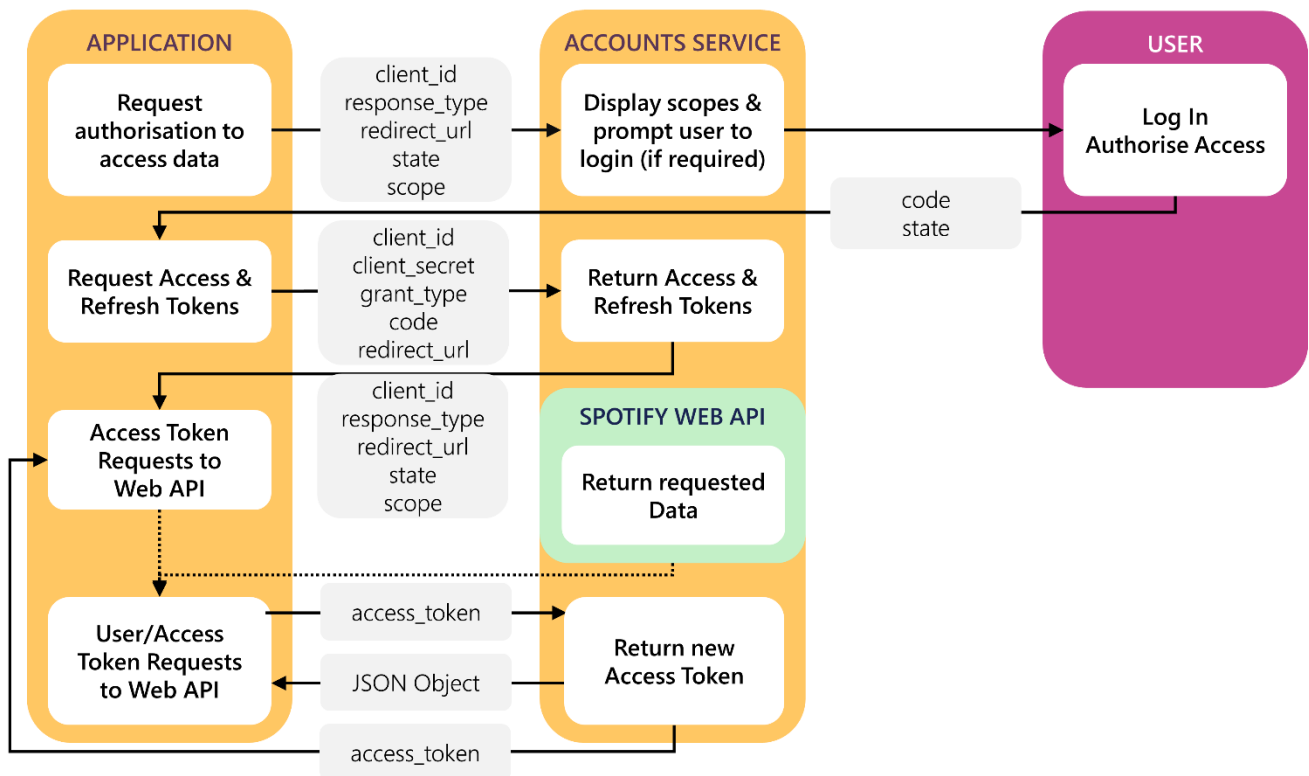 APPLICATION
ACCOUNTS SERVICE
USER
Request
authorisation to
access data
client_id
response_type
redirect_url
state
scope
Display scopes &
prompt user to
login (if required)
Log In
Authorise Access
code
state
Request Access &
Refresh Tokens
client_id
client_secret
grant_type
code
redirect_url
Return Access &
Refresh Tokens
Access Token
Requests to
Web API
client_id
response_type
redirect_url
state
scope
SPOTIFY WEB API
Return requested
Data
User/Access
Token Requests
to Web API
access_token
JSON Object
Return new
Access Token
access_token